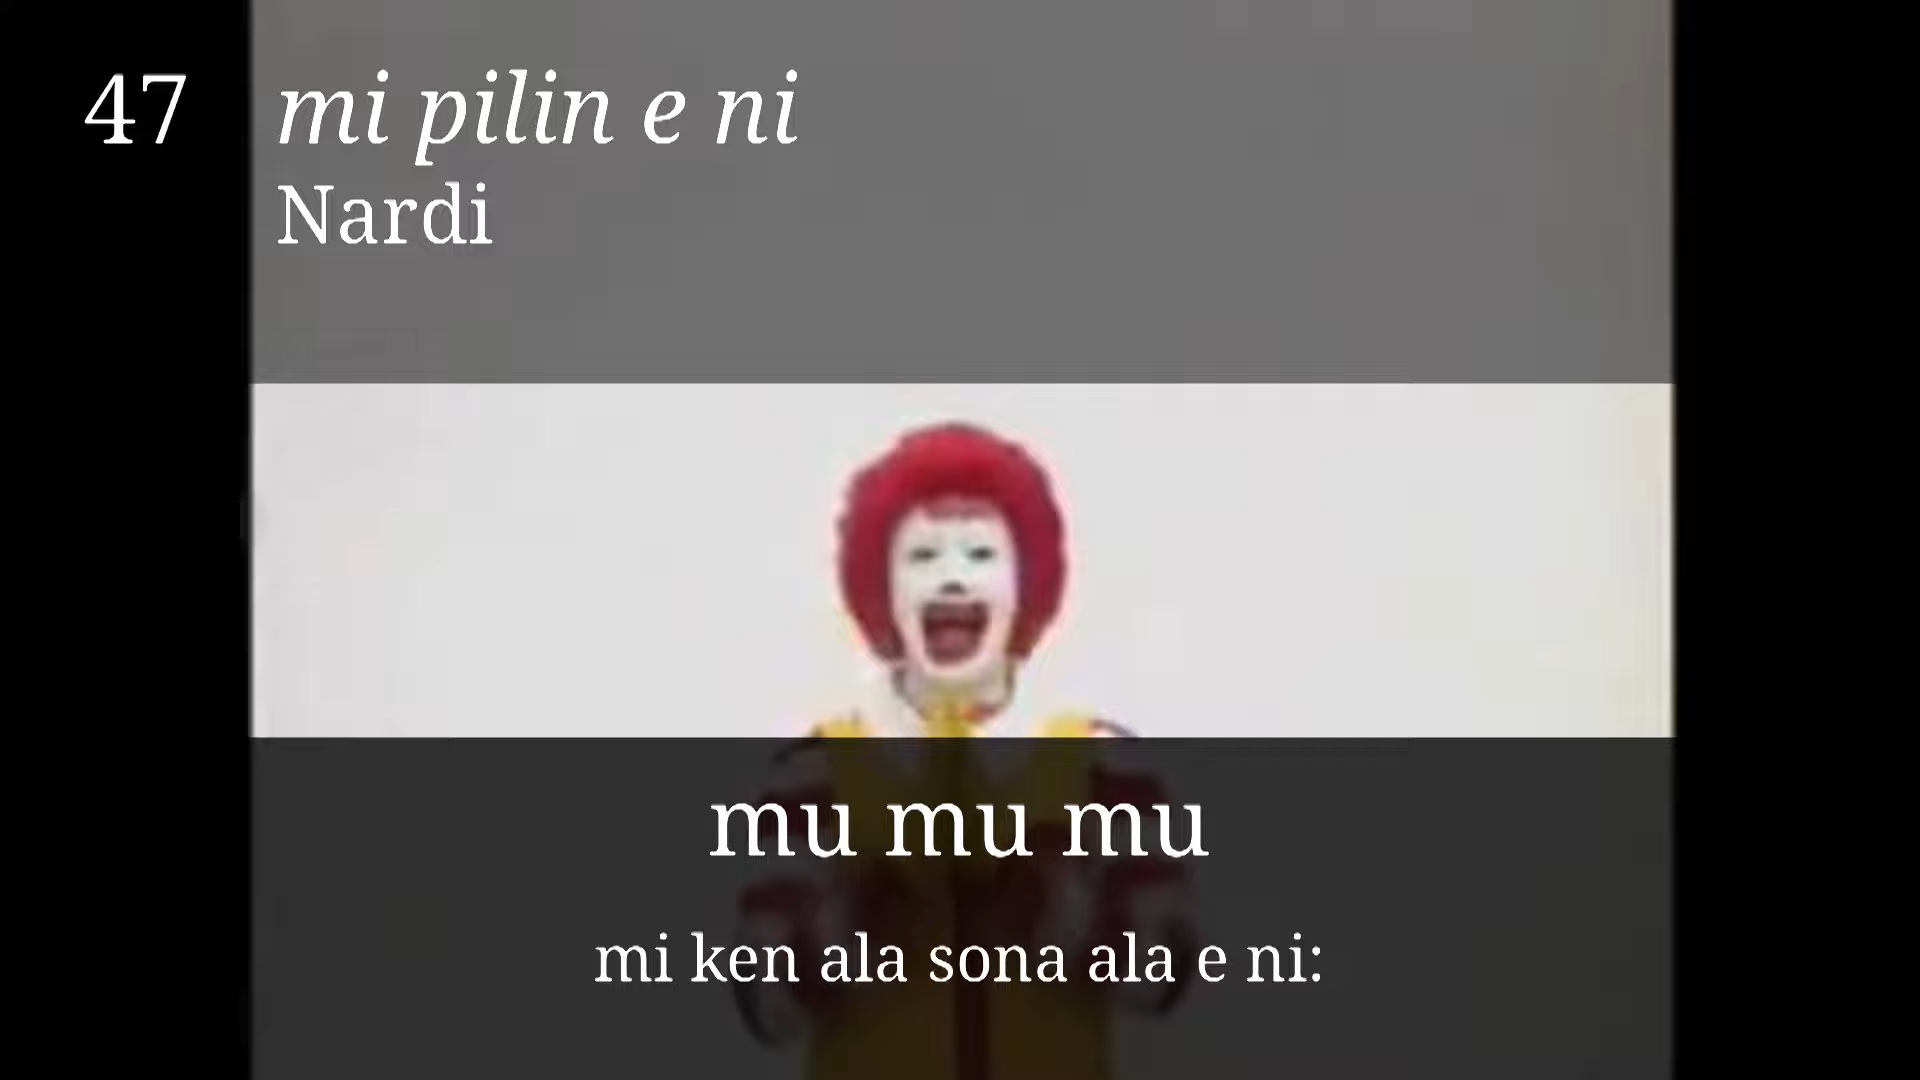 47
mi pilin e ni
Nardi
mu mu mu
mi ken ala sona ala e ni: